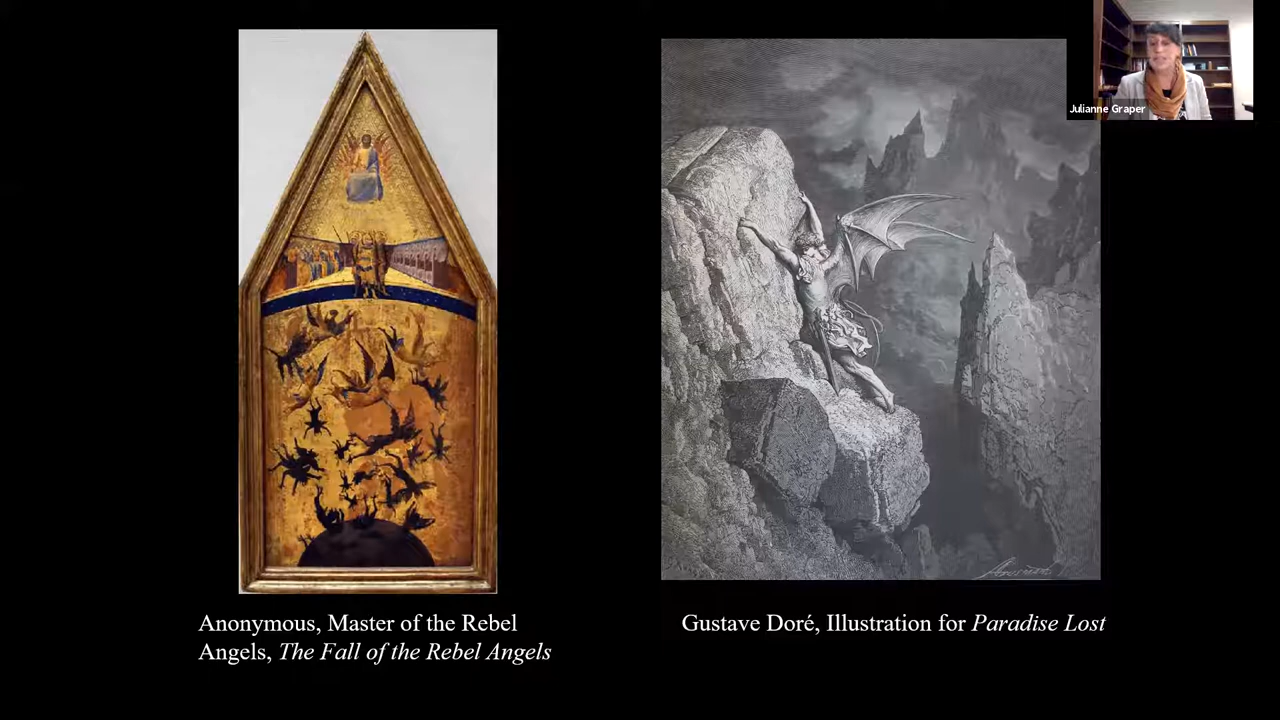 Julianne Graper
Anonymous, Master of the Rebel
Angels, The Fall of the Rebel Angels
Gustave Doré, Illustration for Paradise Lost